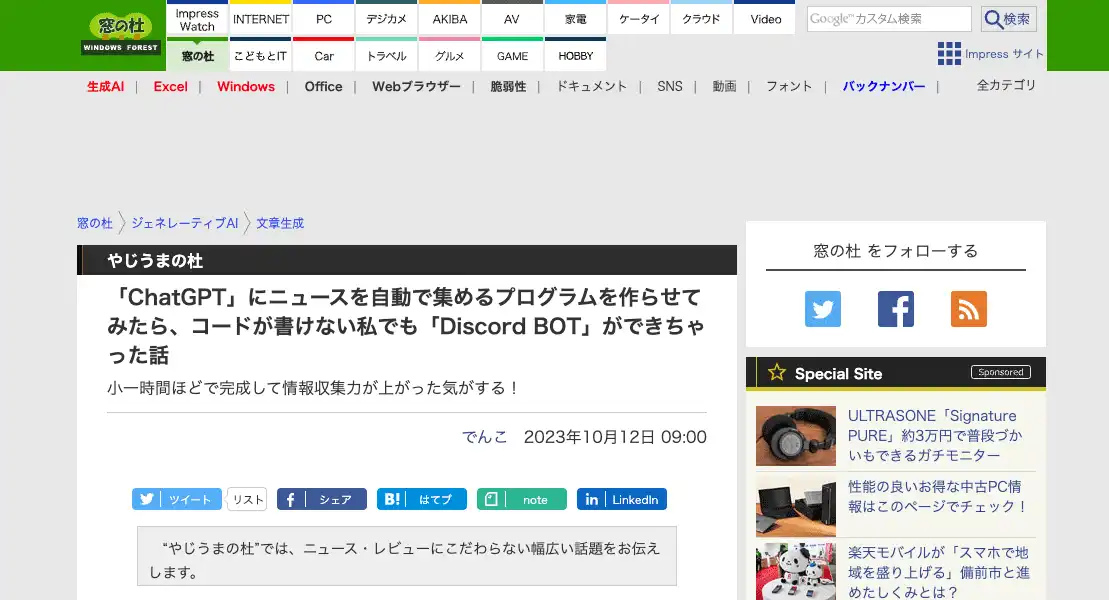 窓の杜
WINDOWS FOREST
Impress Watch
INTERNET
PC
デジカメ
AKIBA
AV
家電
ケータイ
クラウド
Video
Google カスタム検索
検索
窓の杜
こどもとIT
Car
トラベル
グルメ
GAME
HOBBY
Impress サイト
生成AI | Excel | Windows | Office | Webブラウザー | 脆弱性 | ドキュメント | SNS | 動画 | フォント | バックナンバー | 全カテゴリ
窓の杜 〉 ジェネレーティブAI 〉 文章生成
やじうまの杜
「ChatGPT」にニュースを自動で集めるプログラムを作らせて
みたら、コードが書けない私でも「Discord BOT」ができちゃ
った話
小一時間ほどで完成して情報収集力が上がった気がする！
でんこ 2023年10月12日 09:00
ツイート
リスト
シェア
B! はてブ
note
in LinkedIn
“やじうまの杜”では、ニュース・レビューにこだわらない幅広い話題をお伝え
します。
窓の杜 をフォローする
Special Site
Sponsored
ULTRASONE「Signature
PURE」約3万円で普段づか
いもできるガチモニター
性能の良いお得な中古PC情
報はこのページでチェック！
楽天モバイルが「スマホで地
域を盛り上げる」備前市と進
めたしくみとは？